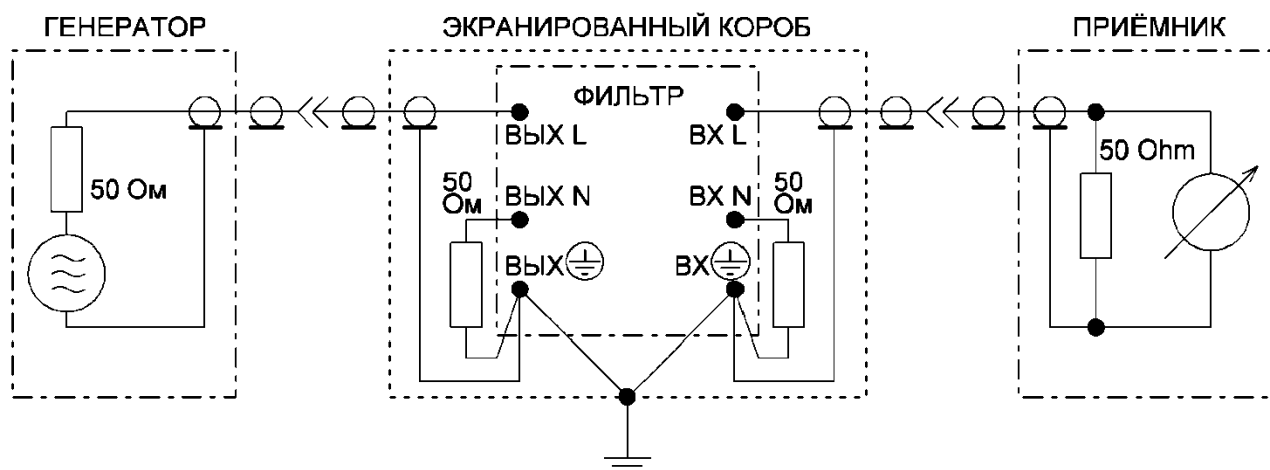 ГЕНЕРАТОР
ЭКРАНИРОВАННЫЙ КОРОБ
ПРИЁМНИК
ФИЛЬТР
ВЫХ L
ВХ L
50 Ом
50 Ohm
ВЫХ N
ВХ N
50
Ом
50
Ом
ВЫХ
ВХ